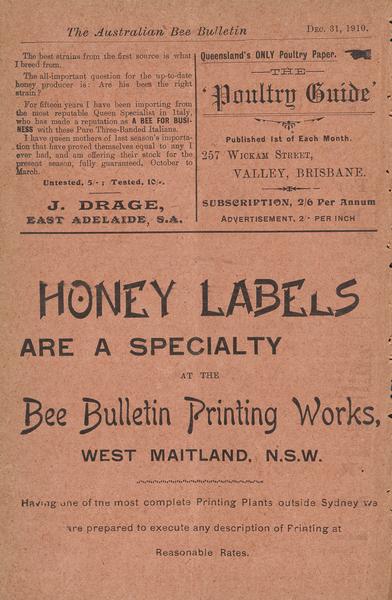 The Australian Bee Bulletin Dec. 31, 1910.
The best strains from the first source is what
I breed from.
The all-important question for the up-to-date
honey producer is: Are his bees the right
strain?
For fifteen years I have been importing from
the most reputable Queen Specialist in Italy,
who has made a reputation as A BEE FOR BUSI-
NESS with these Pure Three-Banded Italians.
I have queen mothers of last season's importa-
tion that have proved themselves equal to any I
ever had, and am offering their stock for the
present season, fully guaranteed, October to
March.
Untested, 5/- ; Tested, 10/-.
J. DRAGE,
EAST ADELAIDE, S.A.
Queensland's ONLY Poultry Paper.
THE
'Poultry Guide'
Published 1st of Each Month.
257 Wickam Street,
VALLEY, BRISBANE.
SUBSCRIPTION, 2/6 Per Annum
Advertisement, 2/- per inch
HONEY LABELS
ARE A SPECIALTY
AT THE
Bee Bulletin Printing Works,
WEST MAITLAND, N.S.W.
Having one of the most complete Printing Plants outside Sydney we
are prepared to execute any description of Printing at
Reasonable Rates.